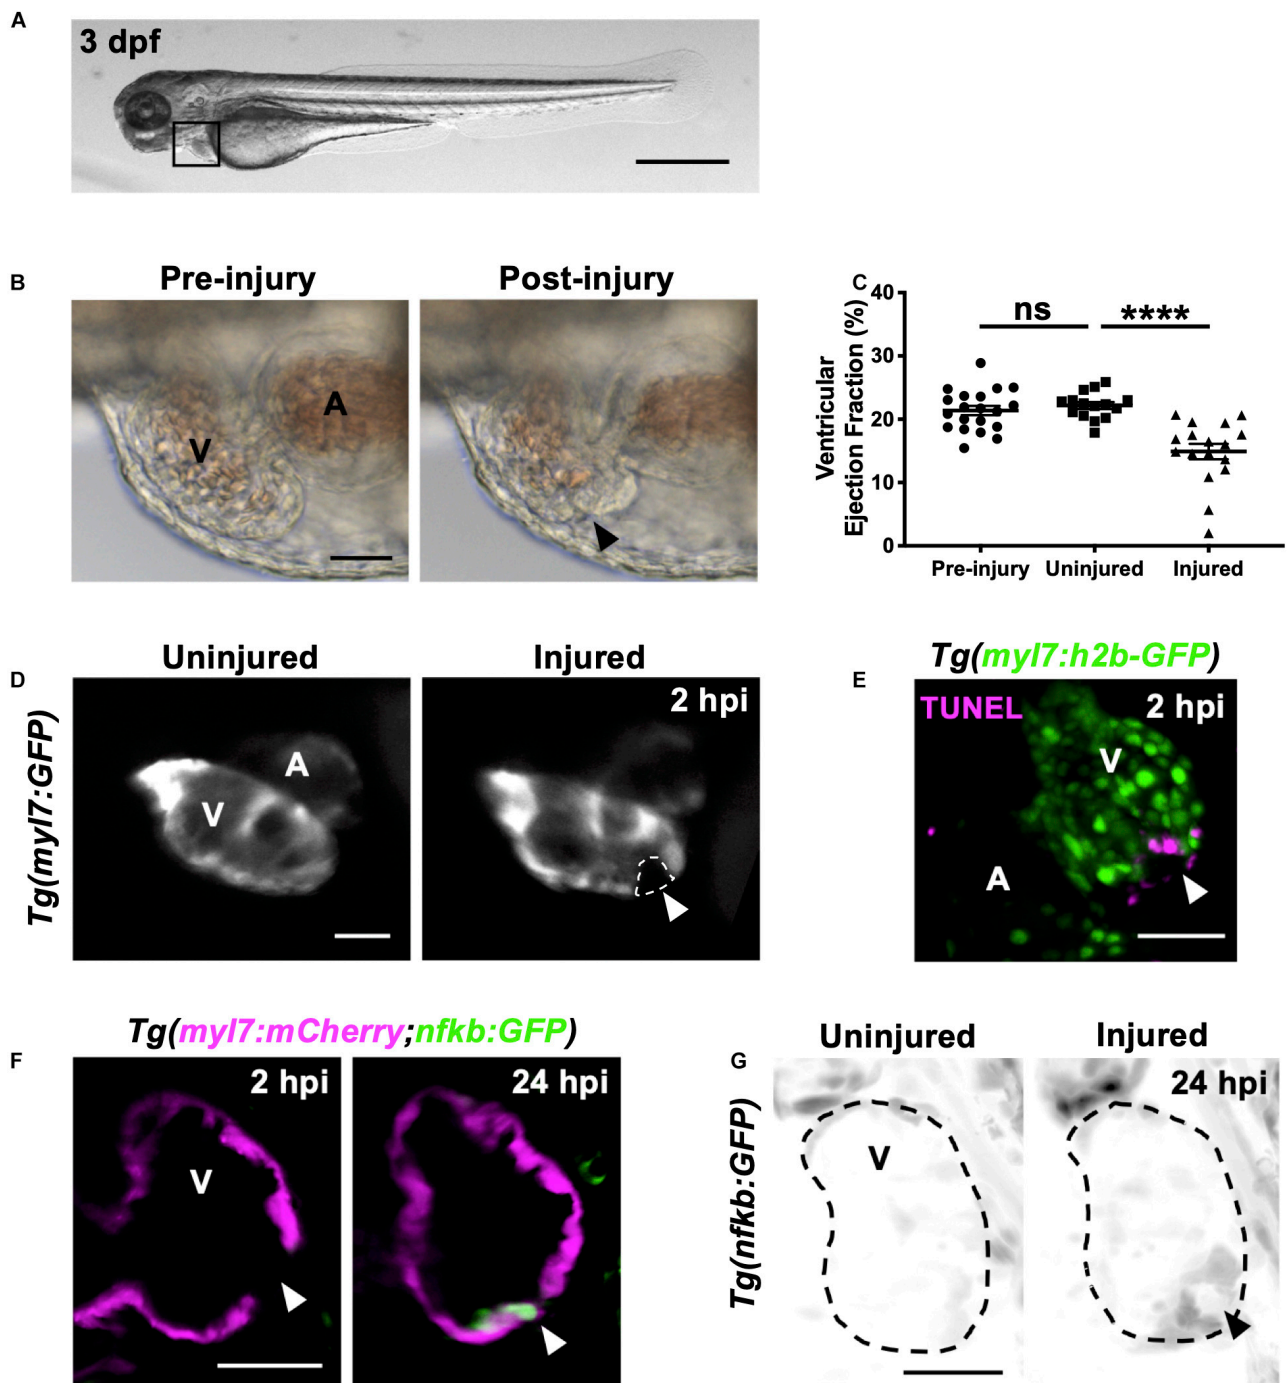 A
3 dpf
B
Pre-injury
Post-injury
V
A
C
Ventricular
Ejection Fraction (%)
40
30
20
10
0
ns
****
Pre-injury
Uninjured
Injured
D
Uninjured
Injured
Tg(myl7:GFP)
2 hpi
A
V
E
Tg(myl7:h2b-GFP)
TUNEL
2 hpi
V
A
F
Tg(myl7:mCherry;nfkb:GFP)
2 hpi
V
24 hpi
G
Uninjured
Injured
Tg(nfkb:GFP)
V
24 hpi